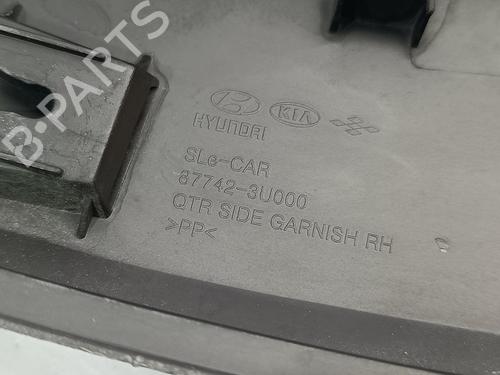 B-PARTS
HYUNDAI KIA
SLe-CAR
87742-3U000
QTR SIDE GARNISH RH
>PP<